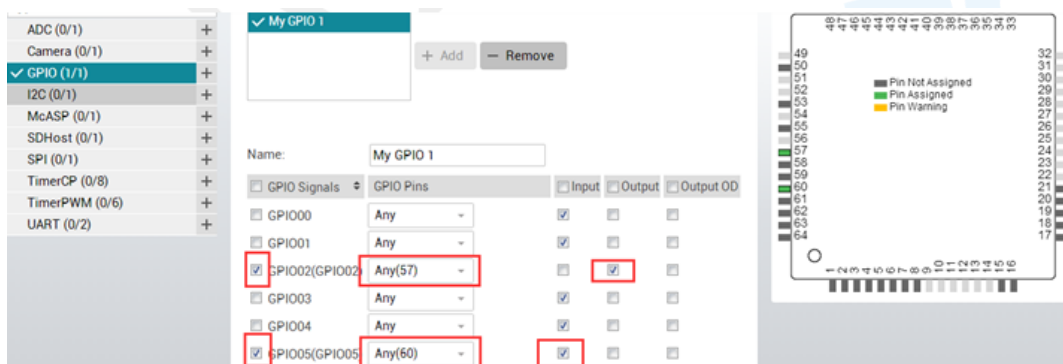 ADC (0/1) +
Camera (0/1) +
GPIO (1/1) +
I2C (0/1) +
McASP (0/1) +
SDHost (0/1) +
SPI (0/1) +
TimerCP (0/8) +
TimerPWM (0/6) +
UART (0/2) +
My GPIO 1
+ Add
− Remove
Name: My GPIO 1
GPIO Signals GPIO Pins Input Output Output OD
GPIO00 Any
GPIO01 Any
GPIO02(GPIO02) Any(57)
GPIO03 Any
GPIO04 Any
GPIO05(GPIO05 Any(60)
48 47 46 45 44 43 42 41 40 39 38 37 36 35 34 33
49 32
50 31
51 30
52 29
53 28
54 27
55 26
56 25
57 24
58 23
59 22
60 21
61 20
62 19
63 18
64 17
Pin Not Assigned
Pin Assigned
Pin Warning
1 2 3 4 5 6 7 8 9 10 11 12 13 14 15 16